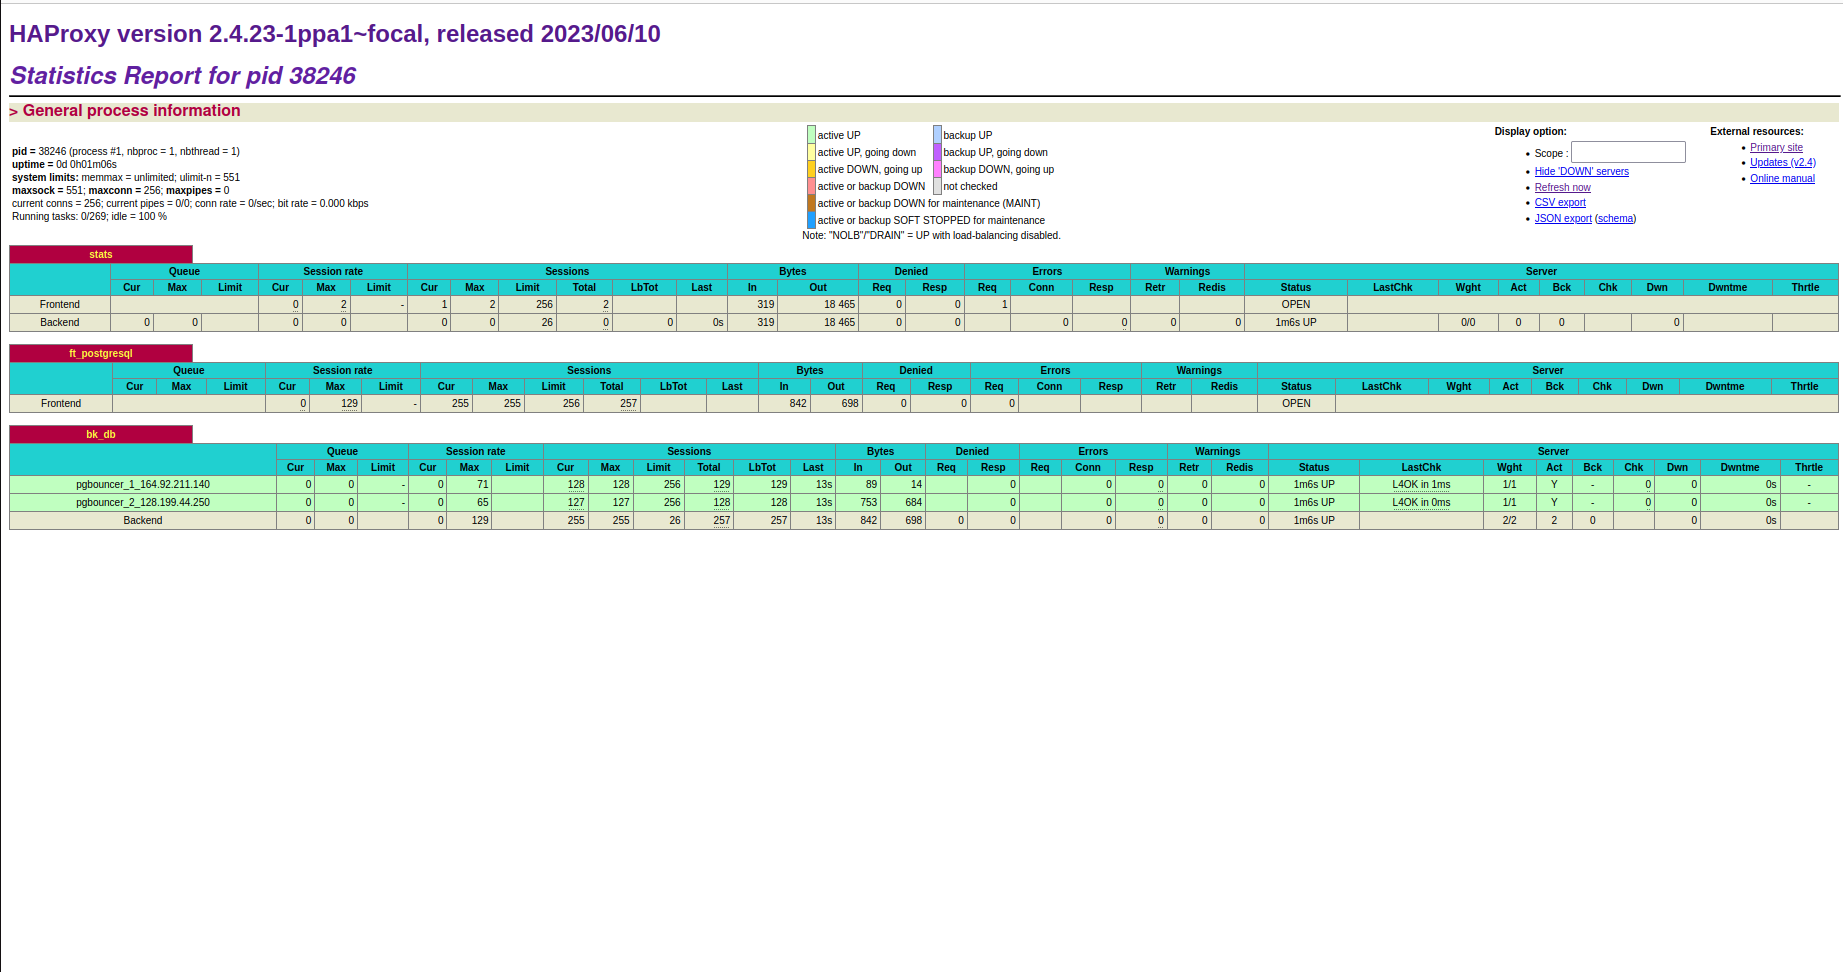 HAProxy version 2.4.23-1ppa1~focal, released 2023/06/10
Statistics Report for pid 38246
> General process information
pid = 38246 (process #1, nbproc = 1, nbthread = 1)
uptime = 0d 0h01m06s
system limits: memmax = unlimited; ulimit-n = 551
maxsock = 551; maxconn = 256; maxpipes = 0
current conns = 256; current pipes = 0/0; conn rate = 0/sec; bit rate = 0.000 kbps
Running tasks: 0/269; idle = 100 %
active UP backup UP
active UP, going down backup UP, going down
active DOWN, going up backup DOWN, going up
active or backup DOWN not checked
active or backup DOWN for maintenance (MAINT)
active or backup SOFT STOPPED for maintenance
Note: "NOLB"/"DRAIN" = UP with load-balancing disabled.
Display option:
• Scope :
• Hide 'DOWN' servers
• Refresh now
• CSV export
• JSON export (schema)
External resources:
• Primary site
• Updates (v2.4)
• Online manual
stats
Queue Session rate Sessions Bytes Denied Errors Warnings Server
Cur Max Limit Cur Max Limit Cur Max Limit Total LbTot Last In Out Req Resp Req Conn Resp Retr Redis Status LastChk Wght Act Bck Chk Dwn Dwntme Thrtle
Frontend 0 2 - 1 2 256 2 319 18 465 0 0 1 OPEN
Backend 0 0 0 0 0 0 26 0 0 0s 319 18 465 0 0 0 0 0 0 1m6s UP 0/0 0 0 0
ft_postgresql
Queue Session rate Sessions Bytes Denied Errors Warnings Server
Cur Max Limit Cur Max Limit Cur Max Limit Total LbTot Last In Out Req Resp Req Conn Resp Retr Redis Status LastChk Wght Act Bck Chk Dwn Dwntme Thrtle
Frontend 0 129 - 255 255 256 257 842 698 0 0 0 OPEN
bk_db
Queue Session rate Sessions Bytes Denied Errors Warnings Server
Cur Max Limit Cur Max Limit Cur Max Limit Total LbTot Last In Out Req Resp Req Conn Resp Retr Redis Status LastChk Wght Act Bck Chk Dwn Dwntme Thrtle
pgbouncer_1_164.92.211.140 0 0 - 0 71 128 128 256 129 129 13s 89 14 0 0 0 0 0 1m6s UP L4OK in 1ms 1/1 Y - 0 0 0s -
pgbouncer_2_128.199.44.250 0 0 - 0 65 127 127 256 128 128 13s 753 684 0 0 0 0 0 1m6s UP L4OK in 0ms 1/1 Y - 0 0 0s -
Backend 0 0 0 129 255 255 26 257 257 13s 842 698 0 0 0 0 0 0 1m6s UP 2/2 2 0 0 0s